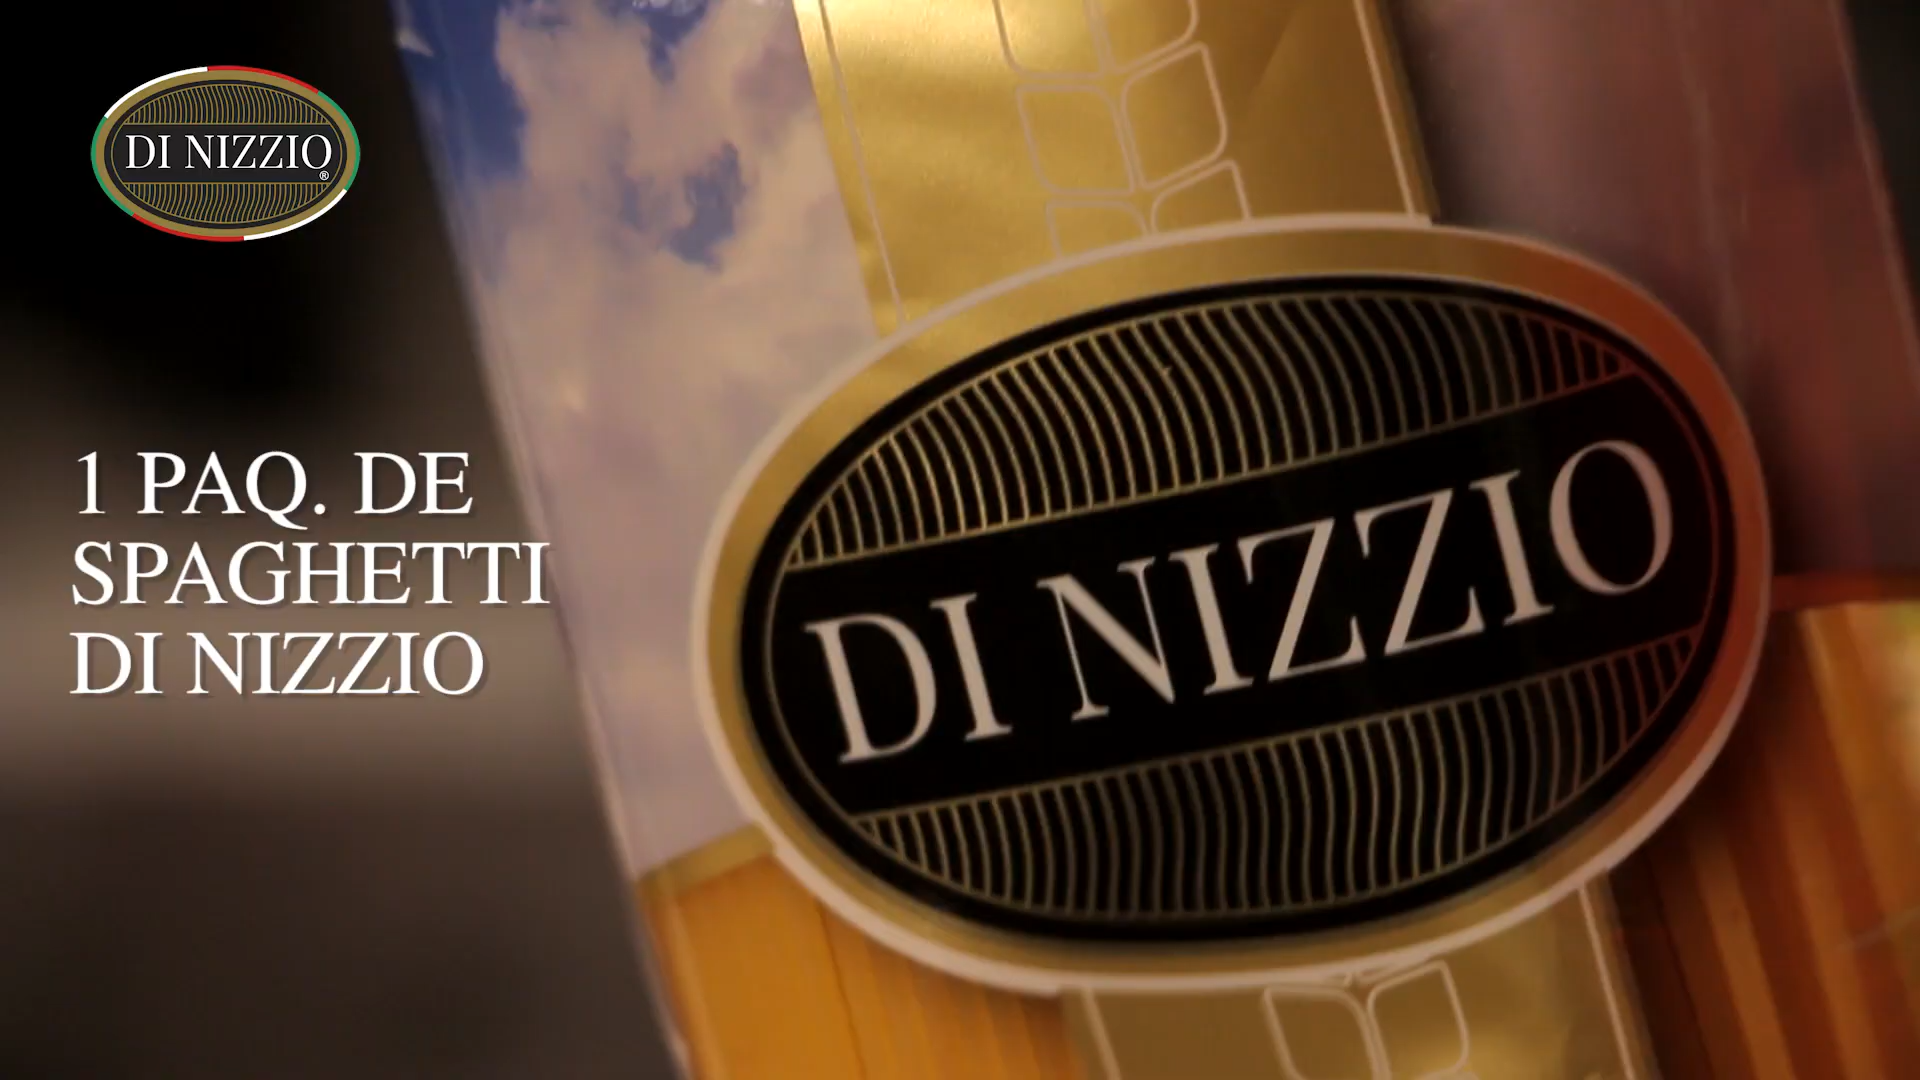 DI NIZZIO®
1 PAQ. DE
SPAGHETTI
DI NIZZIO
DI NIZZIO